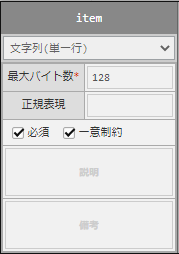 item
文字列(単一行)
最大バイト数* 128
正規表現
必須 一意制約
説明
備考